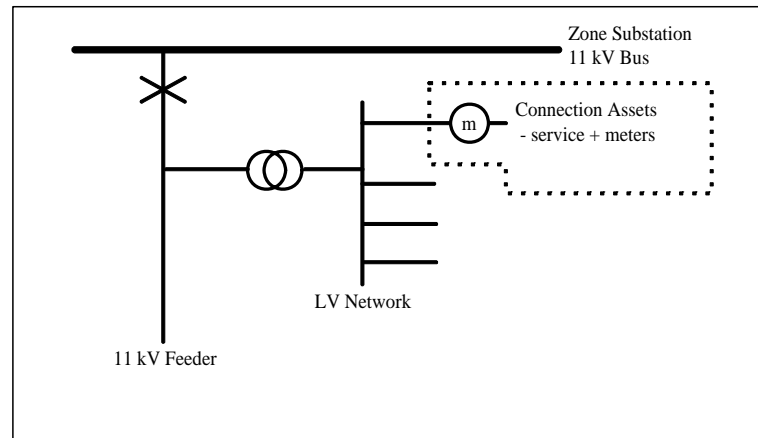 Zone Substation
11 kV Bus
Connection Assets
- service + meters
m
LV Network
11 kV Feeder